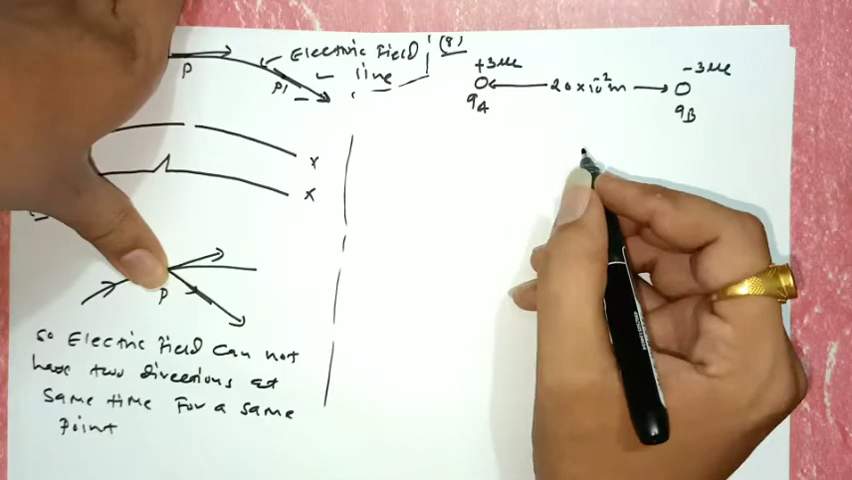 Electric Field (8)
line
P
P1
x
x
P
So Electric Field can not
have two directions at
same time For a same
Point
+3μc
-3μc
20×10⁻²m
qA
qB